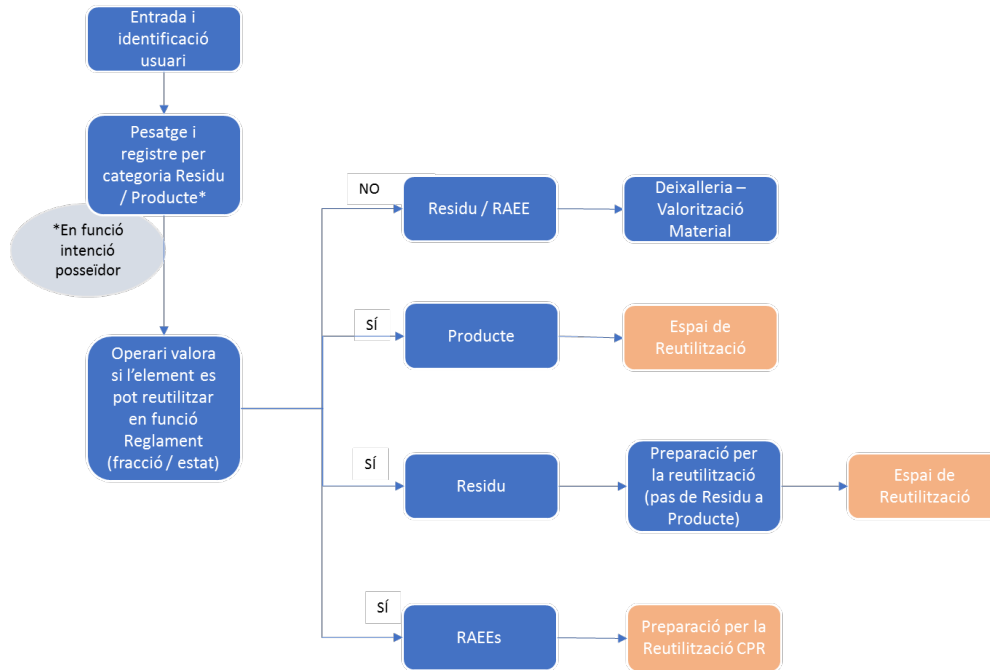 Entrada i
identificació
usuari
Pesatge i
registre per
categoria Residu
/ Producte*
*En funció
intenció
posseïdor
Operari valora
si l'element es
pot reutilitzar
en funció
Reglament
(fracció / estat)
NO
Residu / RAEE
Deixalleria –
Valorització
Material
SÍ
Producte
Espai de
Reutilització
SÍ
Residu
Preparació per
la reutilització
(pas de Residu a
Producte)
Espai de
Reutilització
SÍ
RAEEs
Preparació per la
Reutilització CPR